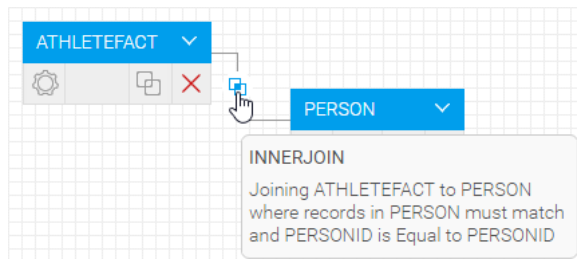 ATHLETEFACT
PERSON
INNERJOIN
Joining ATHLETEFACT to PERSON
where records in PERSON must match
and PERSONID is Equal to PERSONID